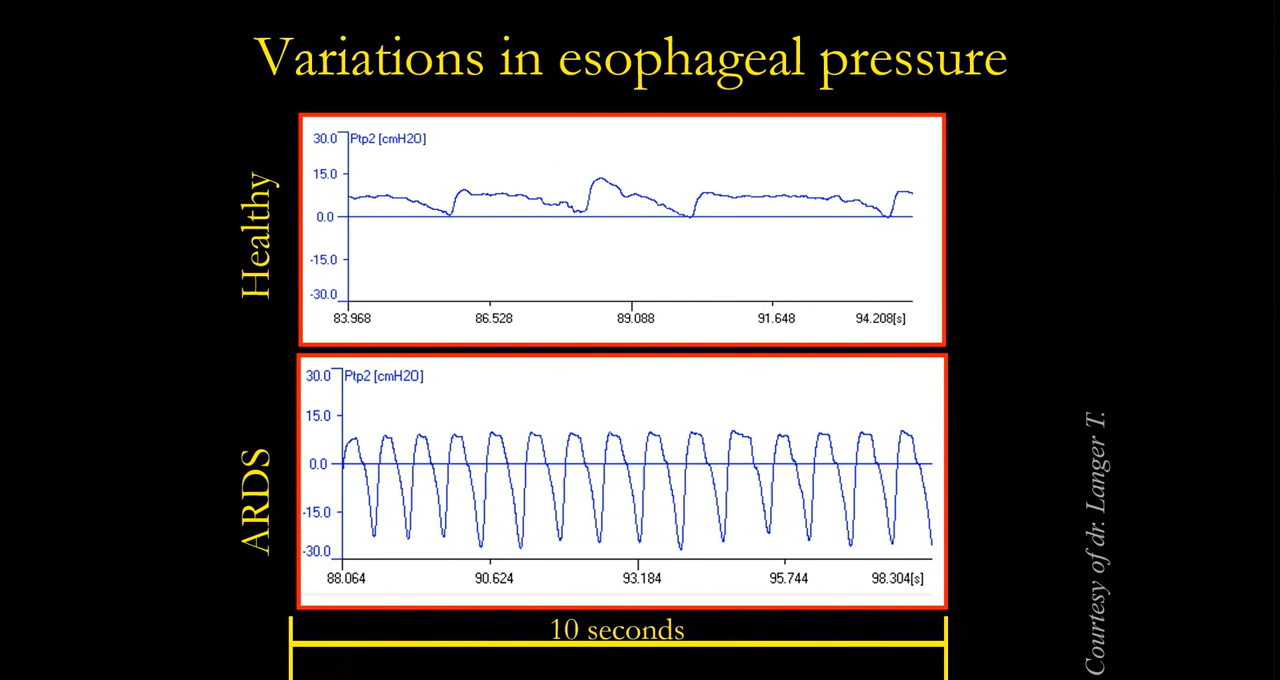 Variations in esophageal pressure
Healthy
30.0 Ptp2 [cmH2O]
15.0
0.0
-15.0
-30.0
83.968 86.528 89.088 91.648 94.208[s]
ARDS
30.0 Ptp2 [cmH2O]
15.0
0.0
-15.0
-30.0
88.064 90.624 93.184 95.744 98.304[s]
10 seconds
Courtesy of dr. Langer T.